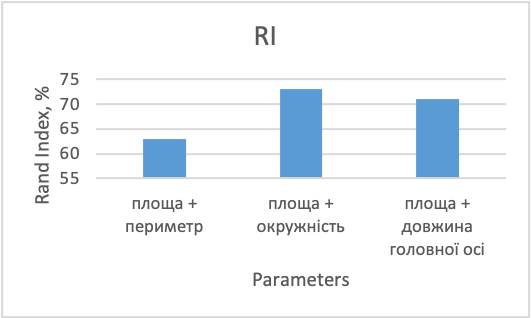 RI
Rand Index, %
75
70
65
60
55
площа +
периметр
площа +
окружність
площа +
довжина
головної осі
Parameters